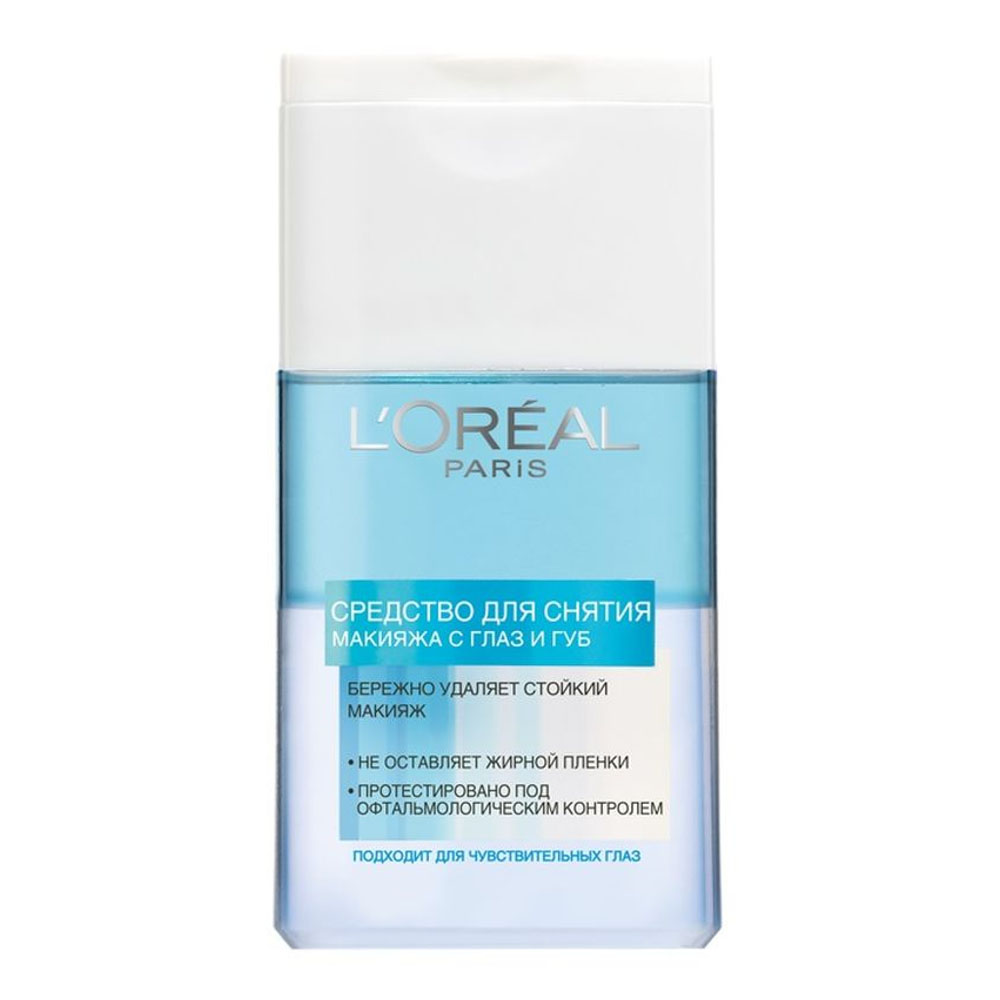 L'ORÉAL
PARiS
СРЕДСТВО ДЛЯ СНЯТИЯ
МАКИЯЖА С ГЛАЗ И ГУБ
БЕРЕЖНО УДАЛЯЕТ СТОЙКИЙ
МАКИЯЖ
• НЕ ОСТАВЛЯЕТ ЖИРНОЙ ПЛЕНКИ
• ПРОТЕСТИРОВАНО ПОД
ОФТАЛЬМОЛОГИЧЕСКИМ КОНТРОЛЕМ
ПОДХОДИТ ДЛЯ ЧУВСТВИТЕЛЬНЫХ ГЛАЗ